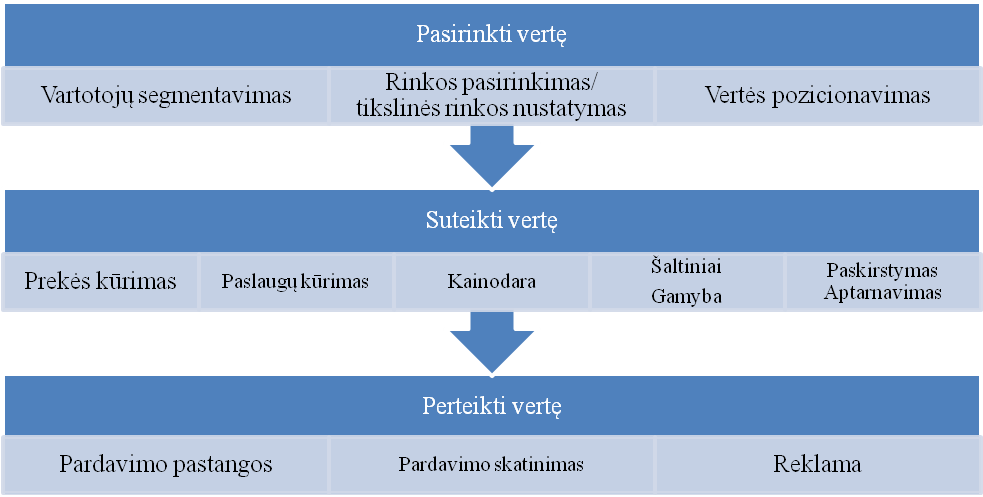 Pasirinkti vertę
Vartotojų segmentavimas
Rinkos pasirinkimas/
tikslinės rinkos nustatymas
Vertės pozicionavimas
Suteikti vertę
Prekės kūrimas
Paslaugų kūrimas
Kainodara
Šaltiniai
Gamyba
Paskirstymas
Aptarnavimas
Perteikti vertę
Pardavimo pastangos
Pardavimo skatinimas
Reklama